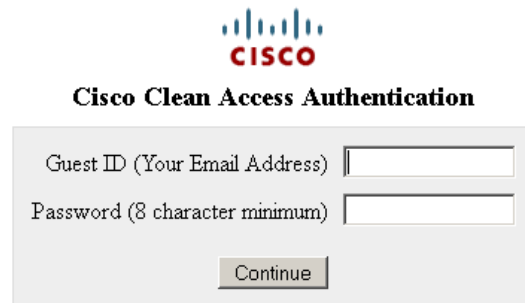 CISCO
Cisco Clean Access Authentication
Guest ID (Your Email Address)
Password (8 character minimum)
Continue